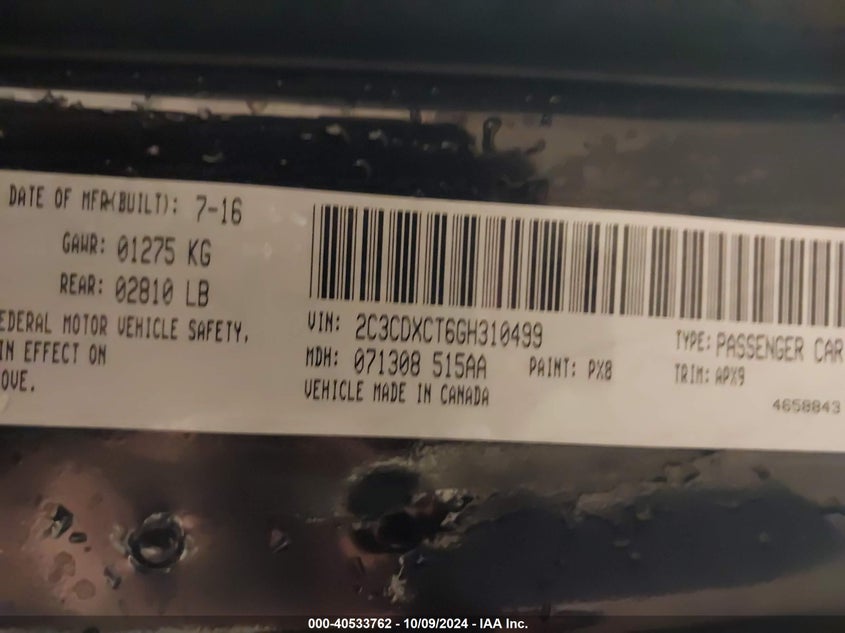 DATE OF MFR(BUILT): 7-16
GAWR: 01275 KG
REAR: 02810 LB
EDERAL MOTOR VEHICLE SAFETY,
IN EFFECT ON
OVE.
VIN: 2C3CDXCT6GH310499
TYPE: PASSENGER CAR
MDH: 071308 515AA
PAINT: PX8
TRIM: APX9
VEHICLE MADE IN CANADA
4658843
000-40533762 - 10/09/2024 - IAA Inc.